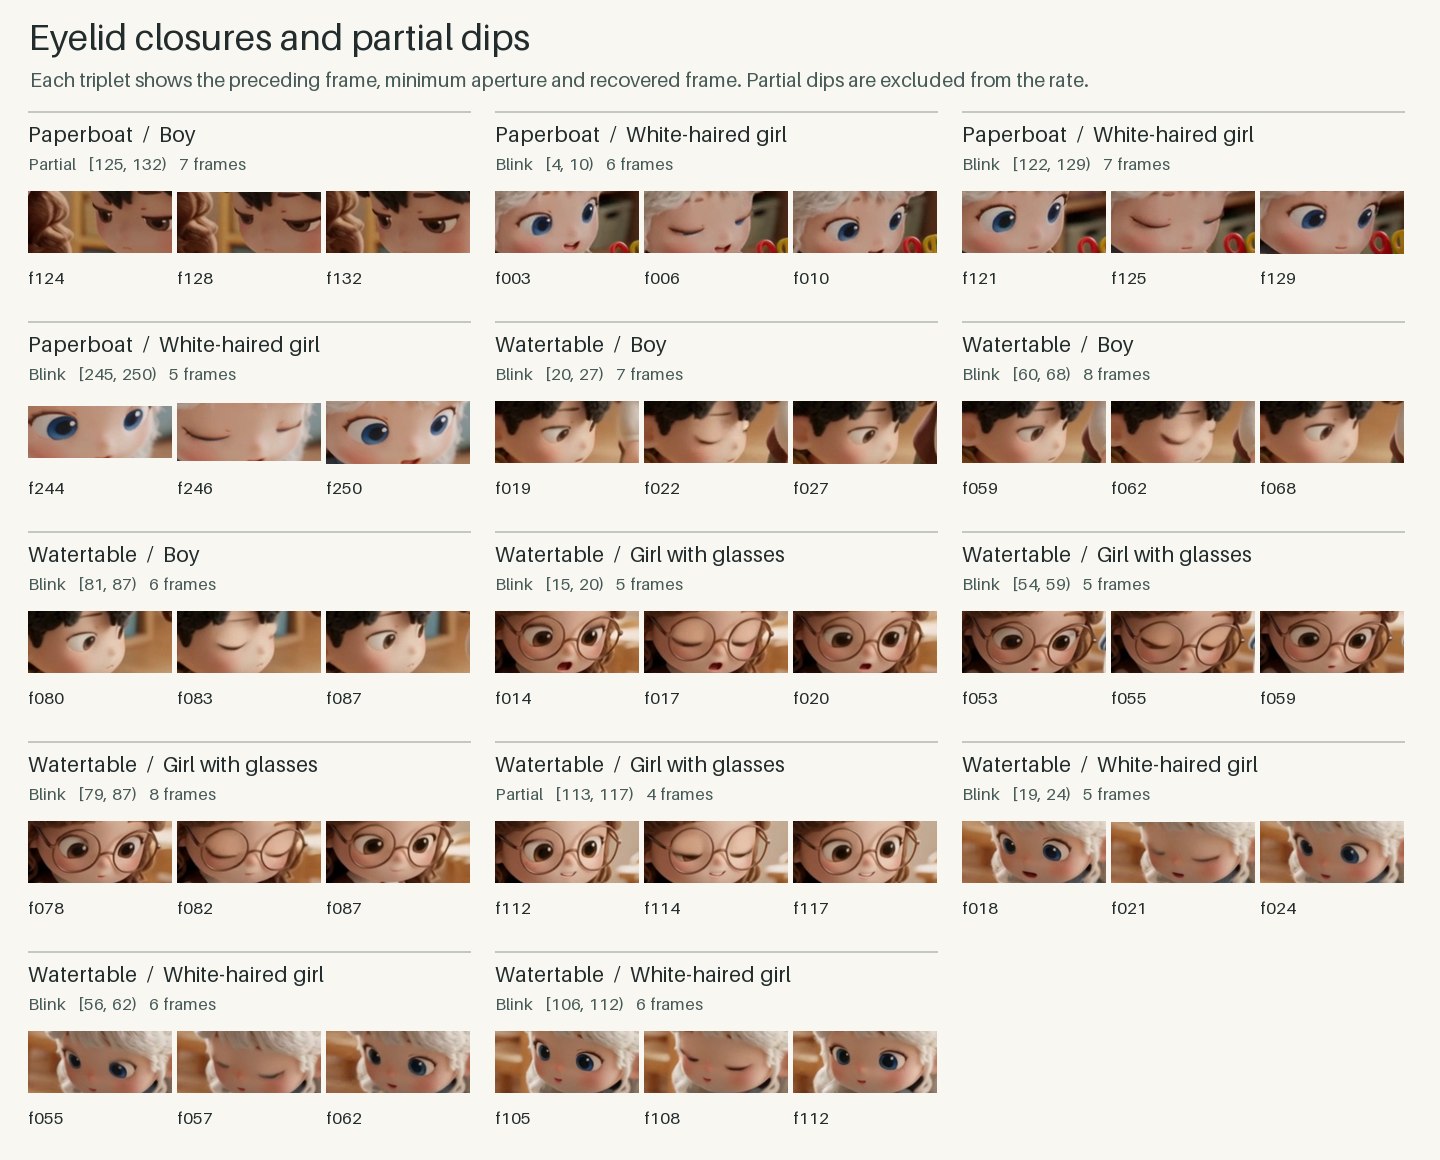 Eyelid closures and partial dips
Each triplet shows the preceding frame, minimum aperture and recovered frame. Partial dips are excluded from the rate.
Paperboat / Boy
Partial [125, 132) 7 frames
f124 f128 f132
Paperboat / White-haired girl
Blink [4, 10) 6 frames
f003 f006 f010
Paperboat / White-haired girl
Blink [122, 129) 7 frames
f121 f125 f129
Paperboat / White-haired girl
Blink [245, 250) 5 frames
f244 f246 f250
Watertable / Boy
Blink [20, 27) 7 frames
f019 f022 f027
Watertable / Boy
Blink [60, 68) 8 frames
f059 f062 f068
Watertable / Boy
Blink [81, 87) 6 frames
f080 f083 f087
Watertable / Girl with glasses
Blink [15, 20) 5 frames
f014 f017 f020
Watertable / Girl with glasses
Blink [54, 59) 5 frames
f053 f055 f059
Watertable / Girl with glasses
Blink [79, 87) 8 frames
f078 f082 f087
Watertable / Girl with glasses
Partial [113, 117) 4 frames
f112 f114 f117
Watertable / White-haired girl
Blink [19, 24) 5 frames
f018 f021 f024
Watertable / White-haired girl
Blink [56, 62) 6 frames
f055 f057 f062
Watertable / White-haired girl
Blink [106, 112) 6 frames
f105 f108 f112